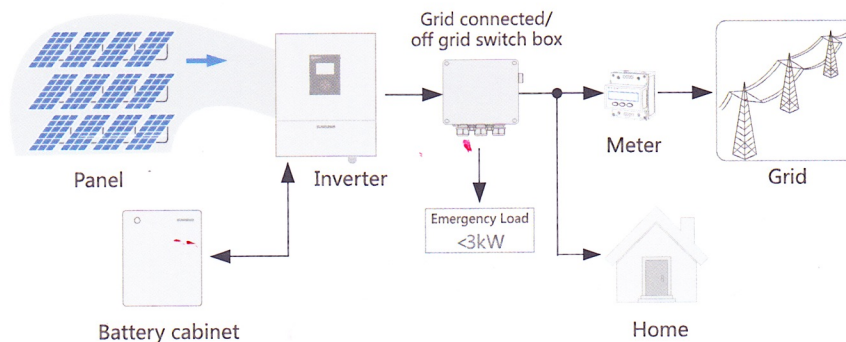 Grid connected/
off grid switch box
Panel
Inverter
Meter
Grid
Emergency Load
<3kW
Battery cabinet
Home